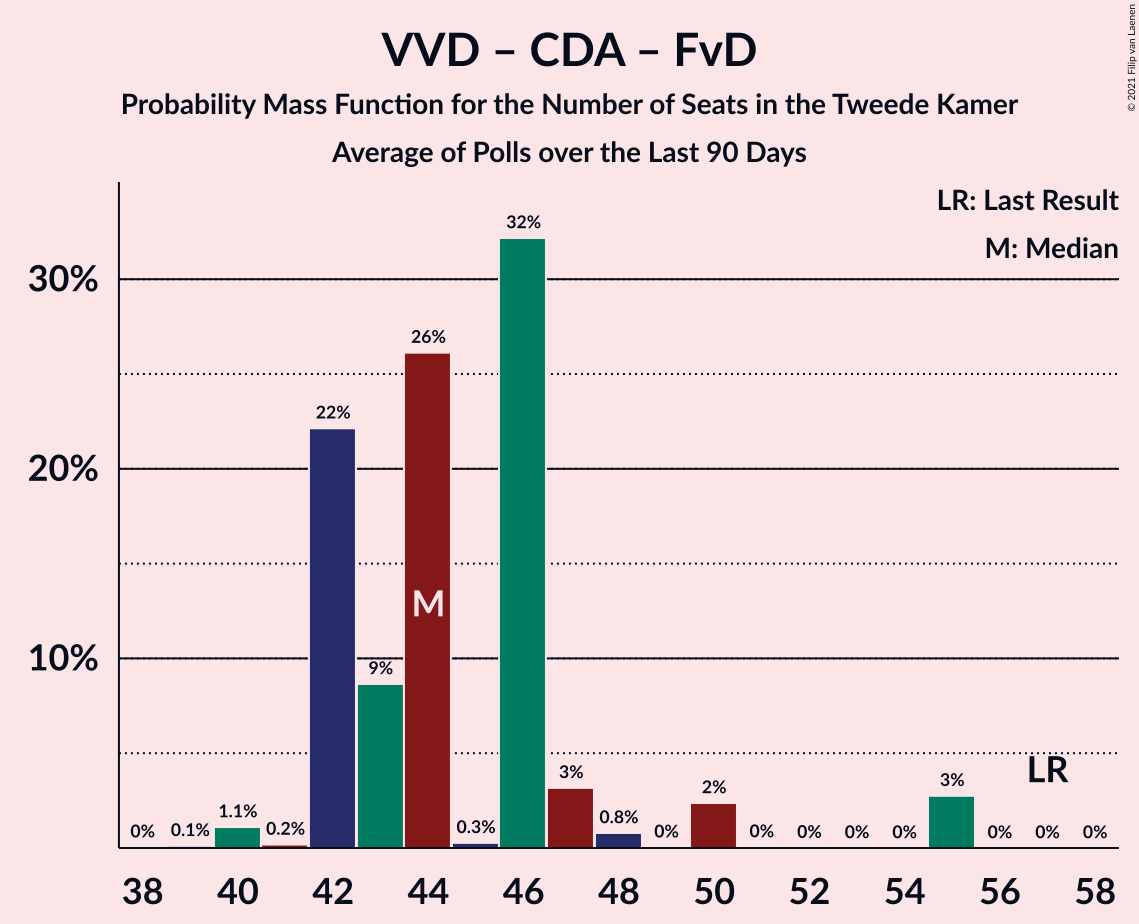 VVD – CDA – FvD
Probability Mass Function for the Number of Seats in the Tweede Kamer
Average of Polls over the Last 90 Days
© 2021 Filip van Laenen
LR: Last Result
M: Median
30%
20%
10%
0%
0.1%
1.1%
0.2%
22%
9%
26%
M
0.3%
32%
3%
0.8%
0%
2%
0%
0%
0%
0%
3%
0%
LR
0%
0%
38 40 42 44 46 48 50 52 54 56 58